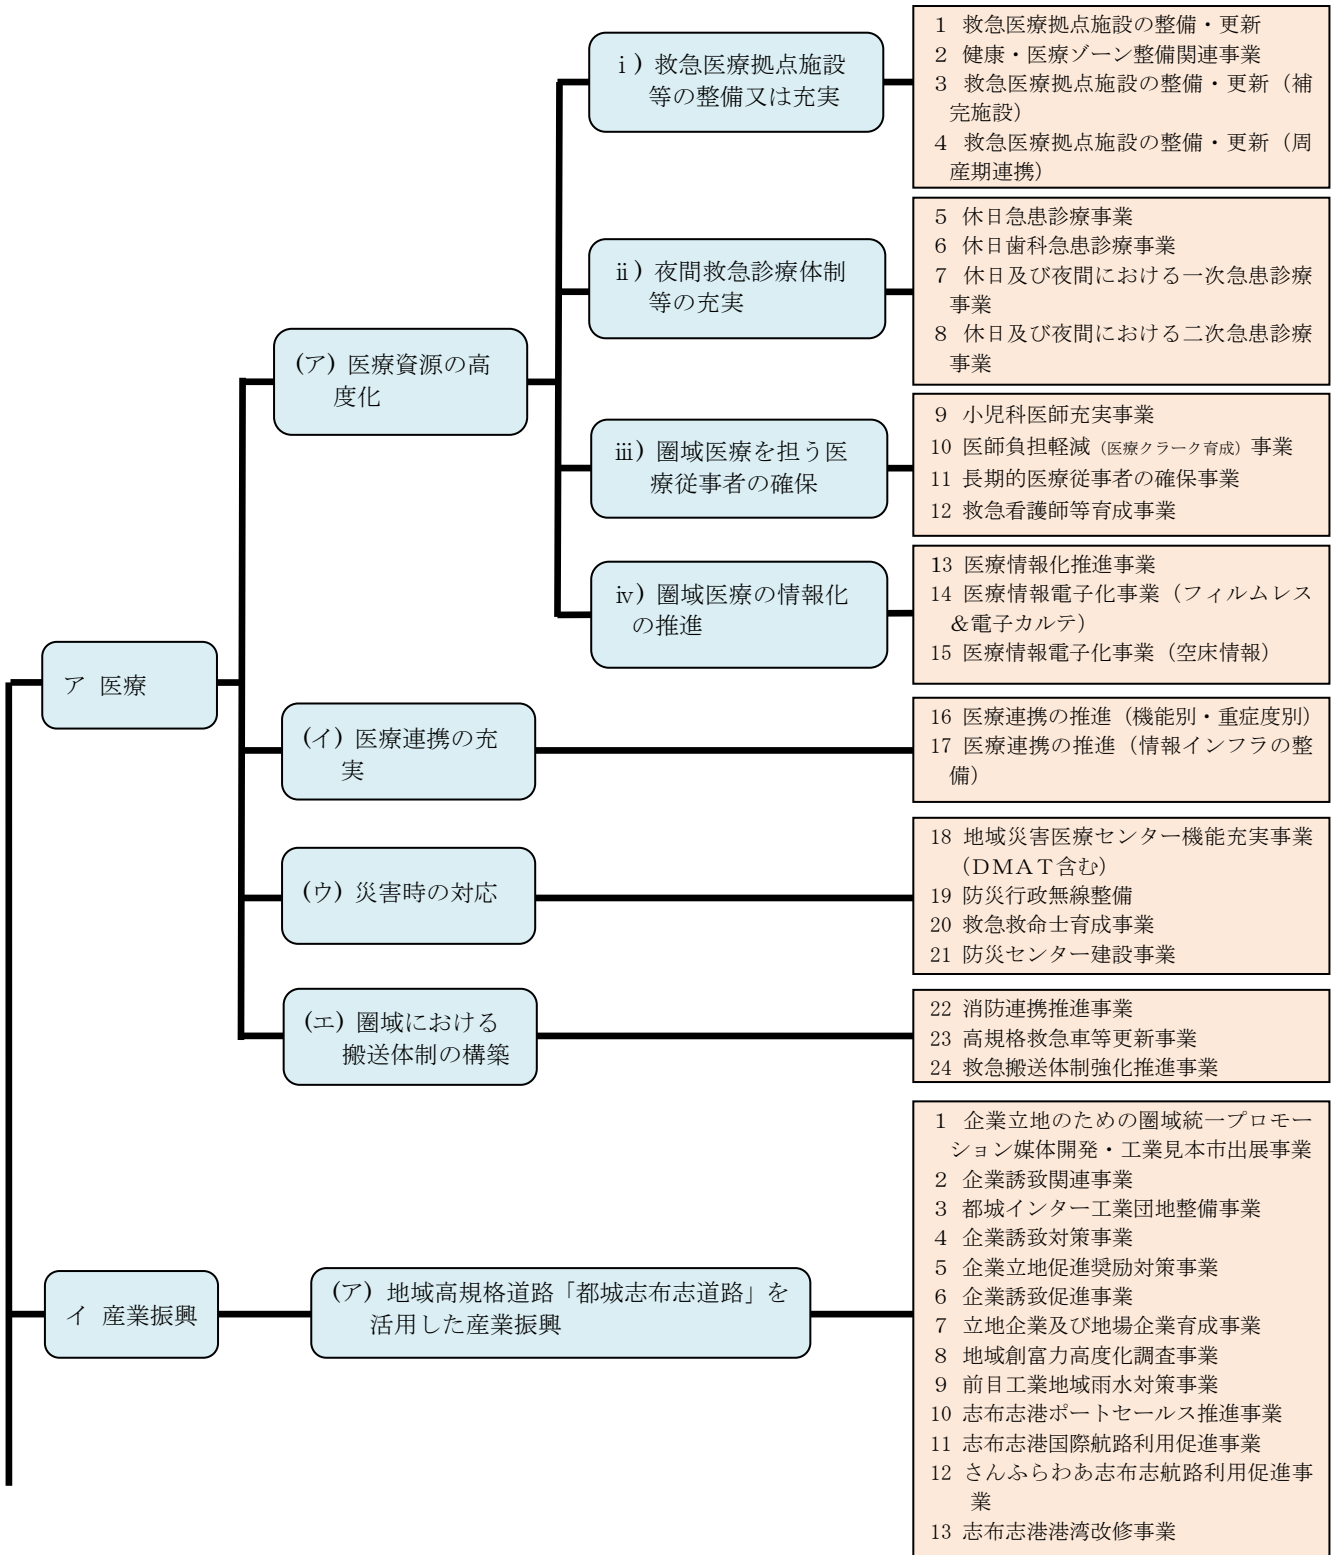 ア 医療
(ア) 医療資源の高
度化
ⅰ) 救急医療拠点施設
等の整備又は充実
1 救急医療拠点施設の整備・更新
2 健康・医療ゾーン整備関連事業
3 救急医療拠点施設の整備・更新（補
完施設）
4 救急医療拠点施設の整備・更新（周
産期連携）
ⅱ) 夜間救急診療体制
等の充実
5 休日急患診療事業
6 休日歯科急患診療事業
7 休日及び夜間における一次急患診療
事業
8 休日及び夜間における二次急患診療
事業
ⅲ) 圏域医療を担う医
療従事者の確保
9 小児科医師充実事業
10 医師負担軽減（医療クラーク育成）事業
11 長期的医療従事者の確保事業
12 救急看護師等育成事業
ⅳ) 圏域医療の情報化
の推進
13 医療情報化推進事業
14 医療情報電子化事業（フィルムレス
＆電子カルテ）
15 医療情報電子化事業（空床情報）
(イ) 医療連携の充
実
16 医療連携の推進（機能別・重症度別）
17 医療連携の推進（情報インフラの整
備）
(ウ) 災害時の対応
18 地域災害医療センター機能充実事業
（DMAT含む）
19 防災行政無線整備
20 救急救命士育成事業
21 防災センター建設事業
(エ) 圏域における
搬送体制の構築
22 消防連携推進事業
23 高規格救急車等更新事業
24 救急搬送体制強化推進事業
イ 産業振興
(ア) 地域高規格道路「都城志布志道路」を
活用した産業振興
1 企業立地のための圏域統一プロモー
ション媒体開発・工業見本市出展事業
2 企業誘致関連事業
3 都城インター工業団地整備事業
4 企業誘致対策事業
5 企業立地促進奨励対策事業
6 企業誘致促進事業
7 立地企業及び地場企業育成事業
8 地域創富力高度化調査事業
9 前目工業地域雨水対策事業
10 志布志港ポートセールス推進事業
11 志布志港国際航路利用促進事業
12 さんふらわあ志布志航路利用促進事
業
13 志布志港港湾改修事業